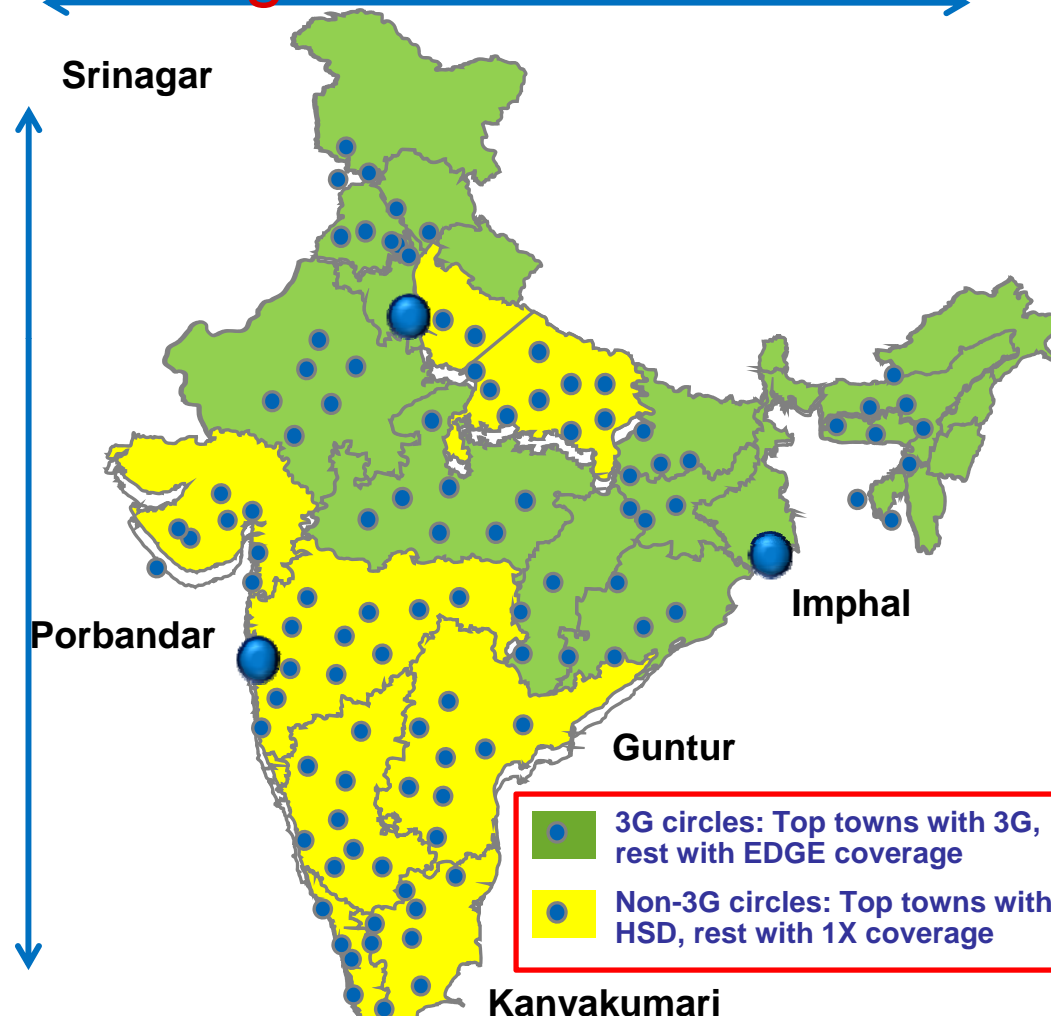 Srinagar
Imphal
Porbandar
Guntur
3G circles: Top towns with 3G,
rest with EDGE coverage
Non-3G circles: Top towns with
HSD, rest with 1X coverage
Kanyakumari